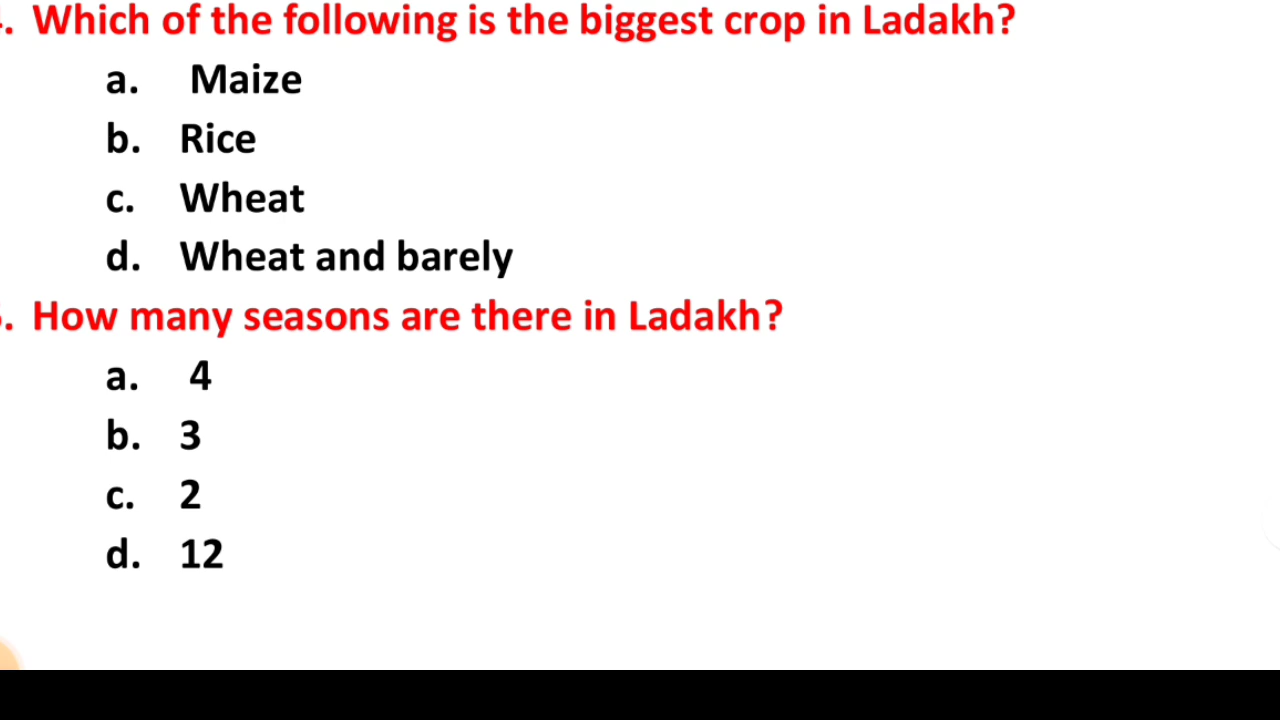 . Which of the following is the biggest crop in Ladakh?
a. Maize
b. Rice
c. Wheat
d. Wheat and barely
. How many seasons are there in Ladakh?
a. 4
b. 3
c. 2
d. 12